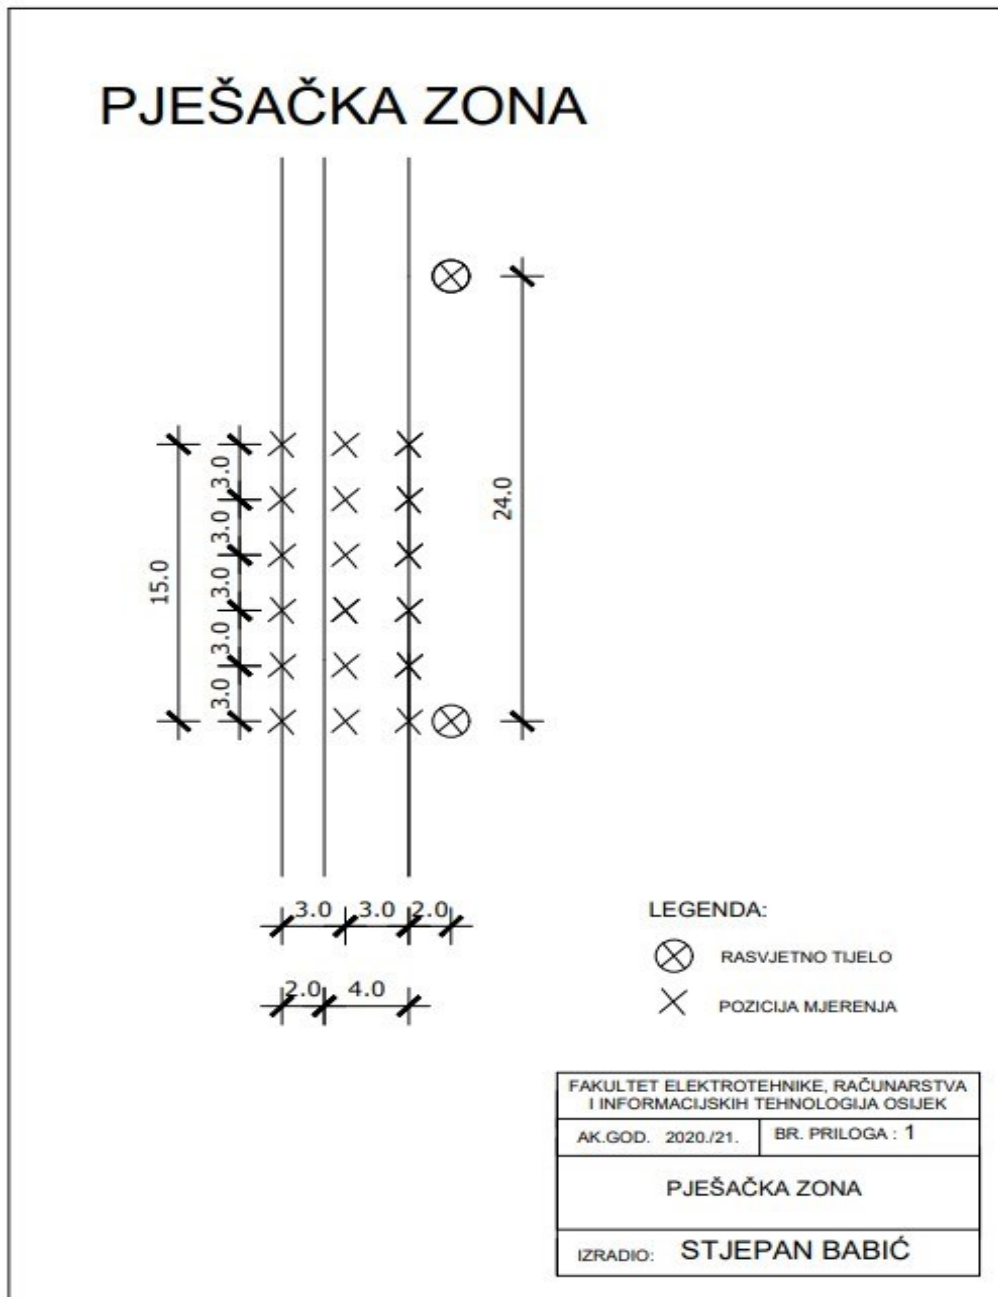 PJEŠAČKA ZONA
3.0
3.0
3.0
3.0
3.0
15.0
24.0
3.0 3.0 2.0
2.0 4.0
LEGENDA:
RASVJETNO TIJELO
POZICIJA MJERENJA
FAKULTET ELEKTROTEHNIKE, RAČUNARSTVA
I INFORMACIJSKIH TEHNOLOGIJA OSIJEK
AK.GOD. 2020./21. BR. PRILOGA : 1
PJEŠAČKA ZONA
IZRADIO: STJEPAN BABIĆ